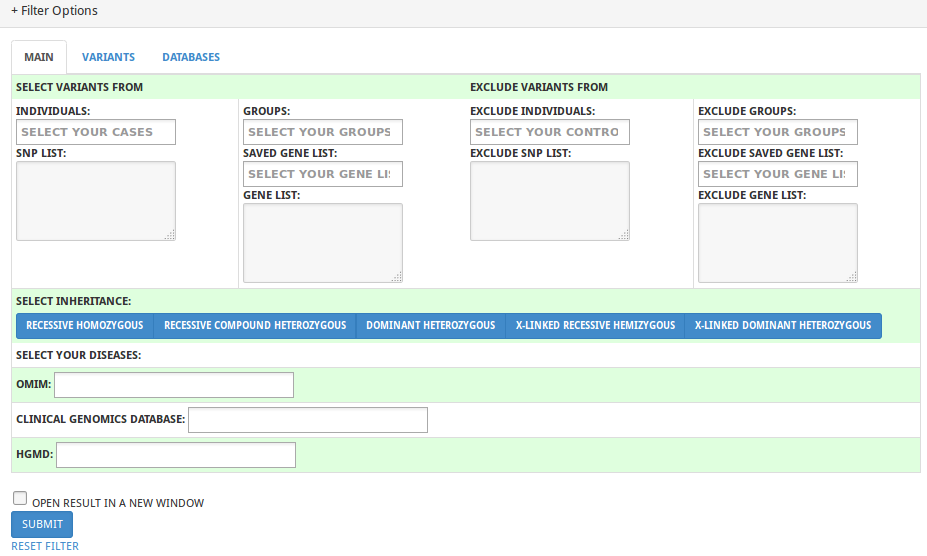 + Filter Options
MAIN VARIANTS DATABASES
SELECT VARIANTS FROM EXCLUDE VARIANTS FROM
INDIVIDUALS: GROUPS: EXCLUDE INDIVIDUALS: EXCLUDE GROUPS:
SELECT YOUR CASES SELECT YOUR GROUPS SELECT YOUR CONTRO SELECT YOUR GROUPS
SNP LIST: SAVED GENE LIST: EXCLUDE SNP LIST: EXCLUDE SAVED GENE LIST:
SELECT YOUR GENE LI SELECT YOUR GENE LI
GENE LIST: EXCLUDE GENE LIST:
SELECT INHERITANCE:
RECESSIVE HOMOZYGOUS RECESSIVE COMPOUND HETEROZYGOUS DOMINANT HETEROZYGOUS X-LINKED RECESSIVE HEMIZYGOUS X-LINKED DOMINANT HETEROZYGOUS
SELECT YOUR DISEASES:
OMIM:
CLINICAL GENOMICS DATABASE:
HGMD:
OPEN RESULT IN A NEW WINDOW
SUBMIT
RESET FILTER